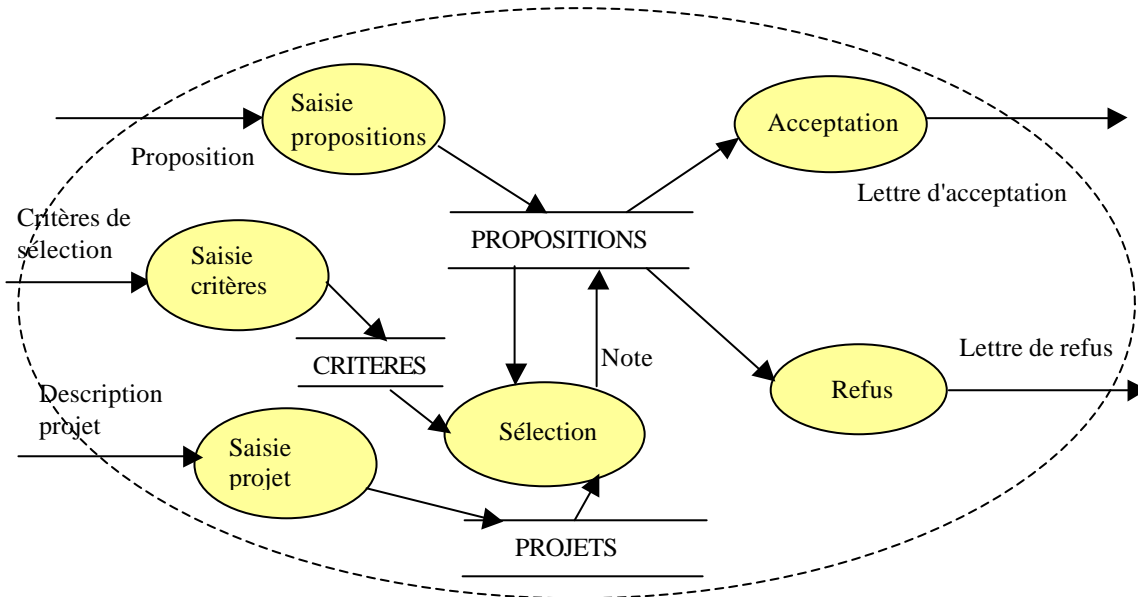 Saisie
propositions
Acceptation
Proposition
Lettre d'acceptation
Critères de
sélection
PROPOSITIONS
Saisie
critères
CRITERES
Note
Lettre de refus
Description
projet
Refus
Sélection
Saisie
projet
PROJETS